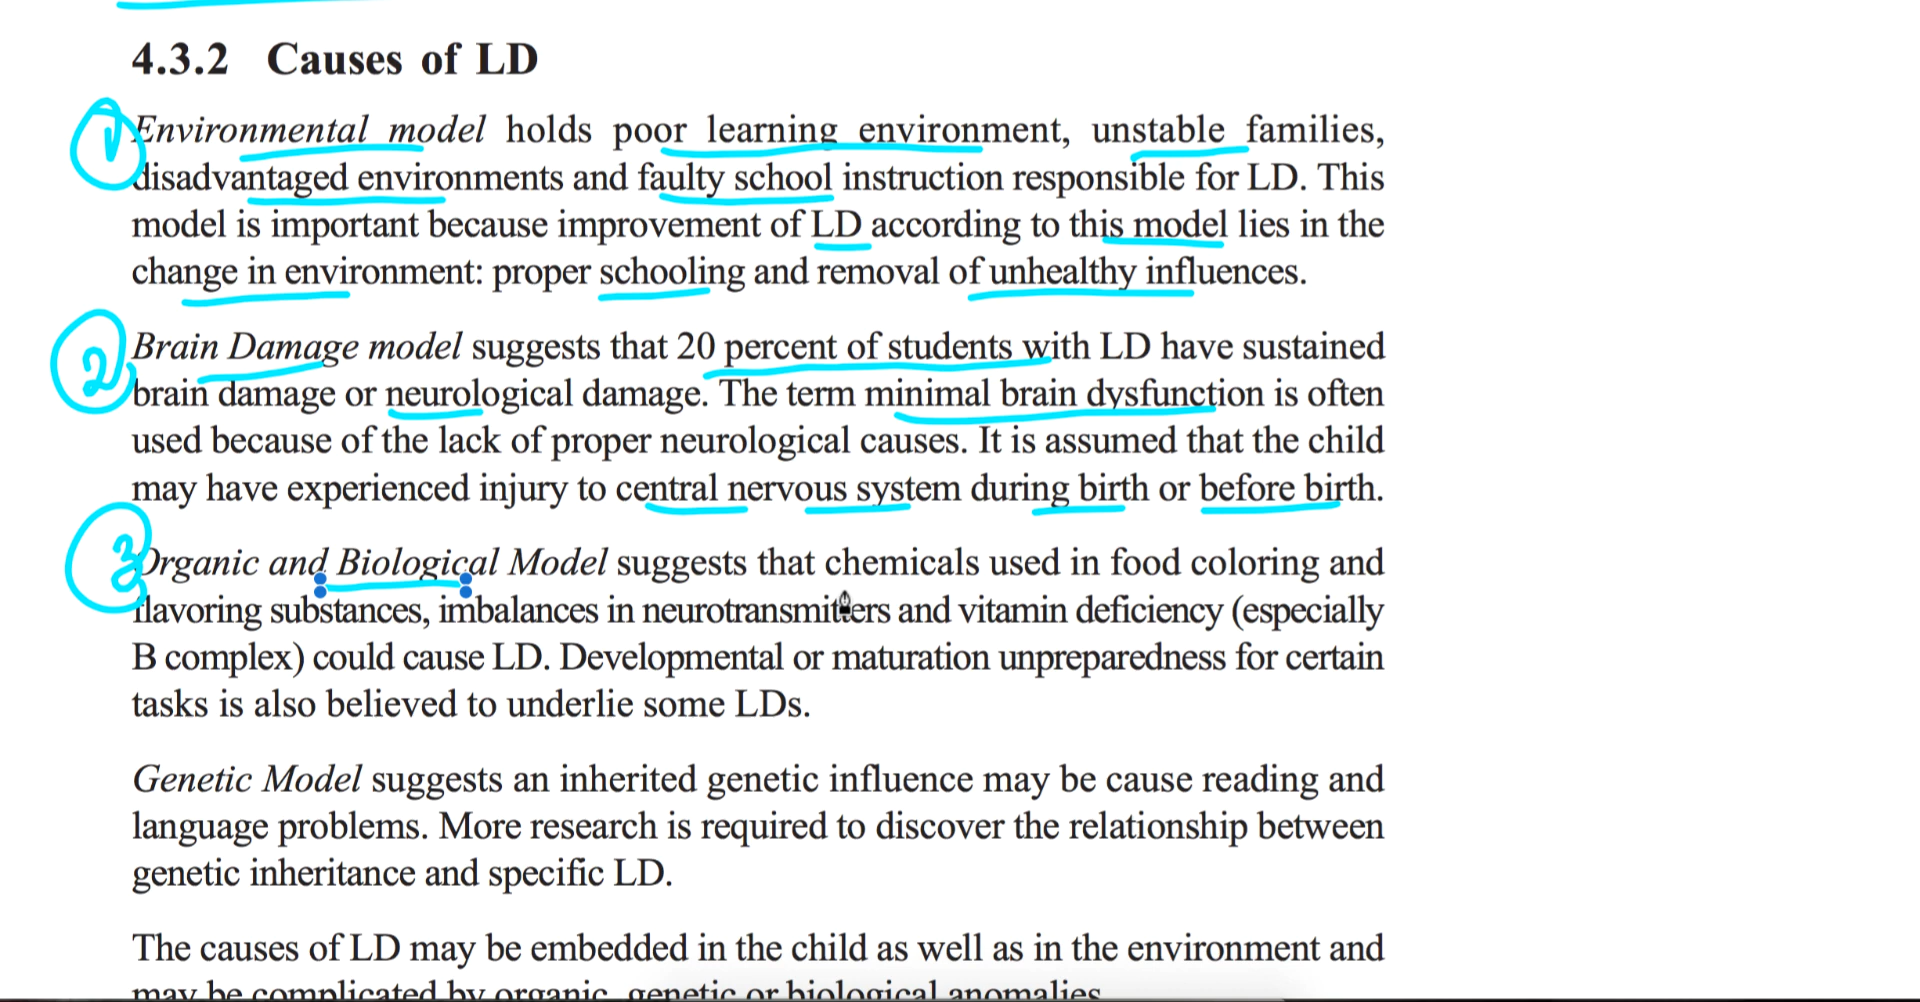 4.3.2 Causes of LD
1
Environmental model holds poor learning environment, unstable families,
disadvantaged environments and faulty school instruction responsible for LD. This
model is important because improvement of LD according to this model lies in the
change in environment: proper schooling and removal of unhealthy influences.
2
Brain Damage model suggests that 20 percent of students with LD have sustained
brain damage or neurological damage. The term minimal brain dysfunction is often
used because of the lack of proper neurological causes. It is assumed that the child
may have experienced injury to central nervous system during birth or before birth.
3
Organic and Biological Model suggests that chemicals used in food coloring and
flavoring substances, imbalances in neurotransmitters and vitamin deficiency (especially
B complex) could cause LD. Developmental or maturation unpreparedness for certain
tasks is also believed to underlie some LDs.
Genetic Model suggests an inherited genetic influence may be cause reading and
language problems. More research is required to discover the relationship between
genetic inheritance and specific LD.
The causes of LD may be embedded in the child as well as in the environment and
may be complicated by organic, genetic or biological anomalies